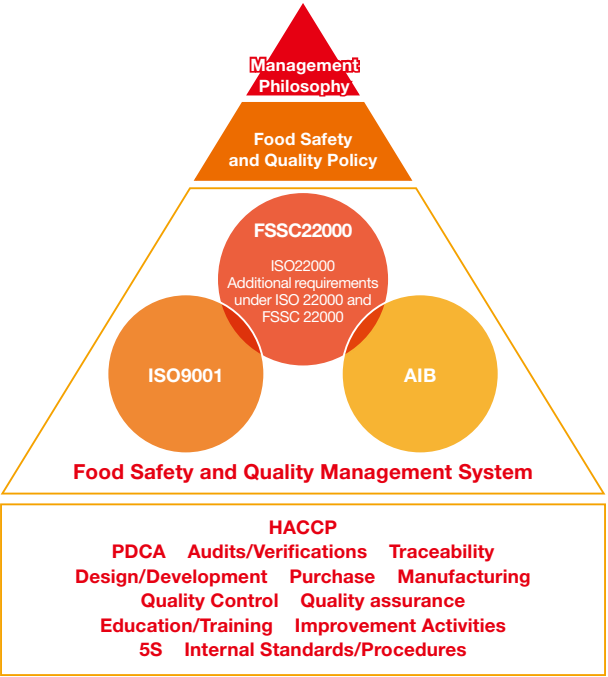 Management
Philosophy
Food Safety
and Quality Policy
FSSC22000
ISO22000
Additional requirements
under ISO 22000 and
FSSC 22000
ISO9001
AIB
Food Safety and Quality Management System
HACCP
PDCA Audits/Verifications Traceability
Design/Development Purchase Manufacturing
Quality Control Quality assurance
Education/Training Improvement Activities
5S Internal Standards/Procedures